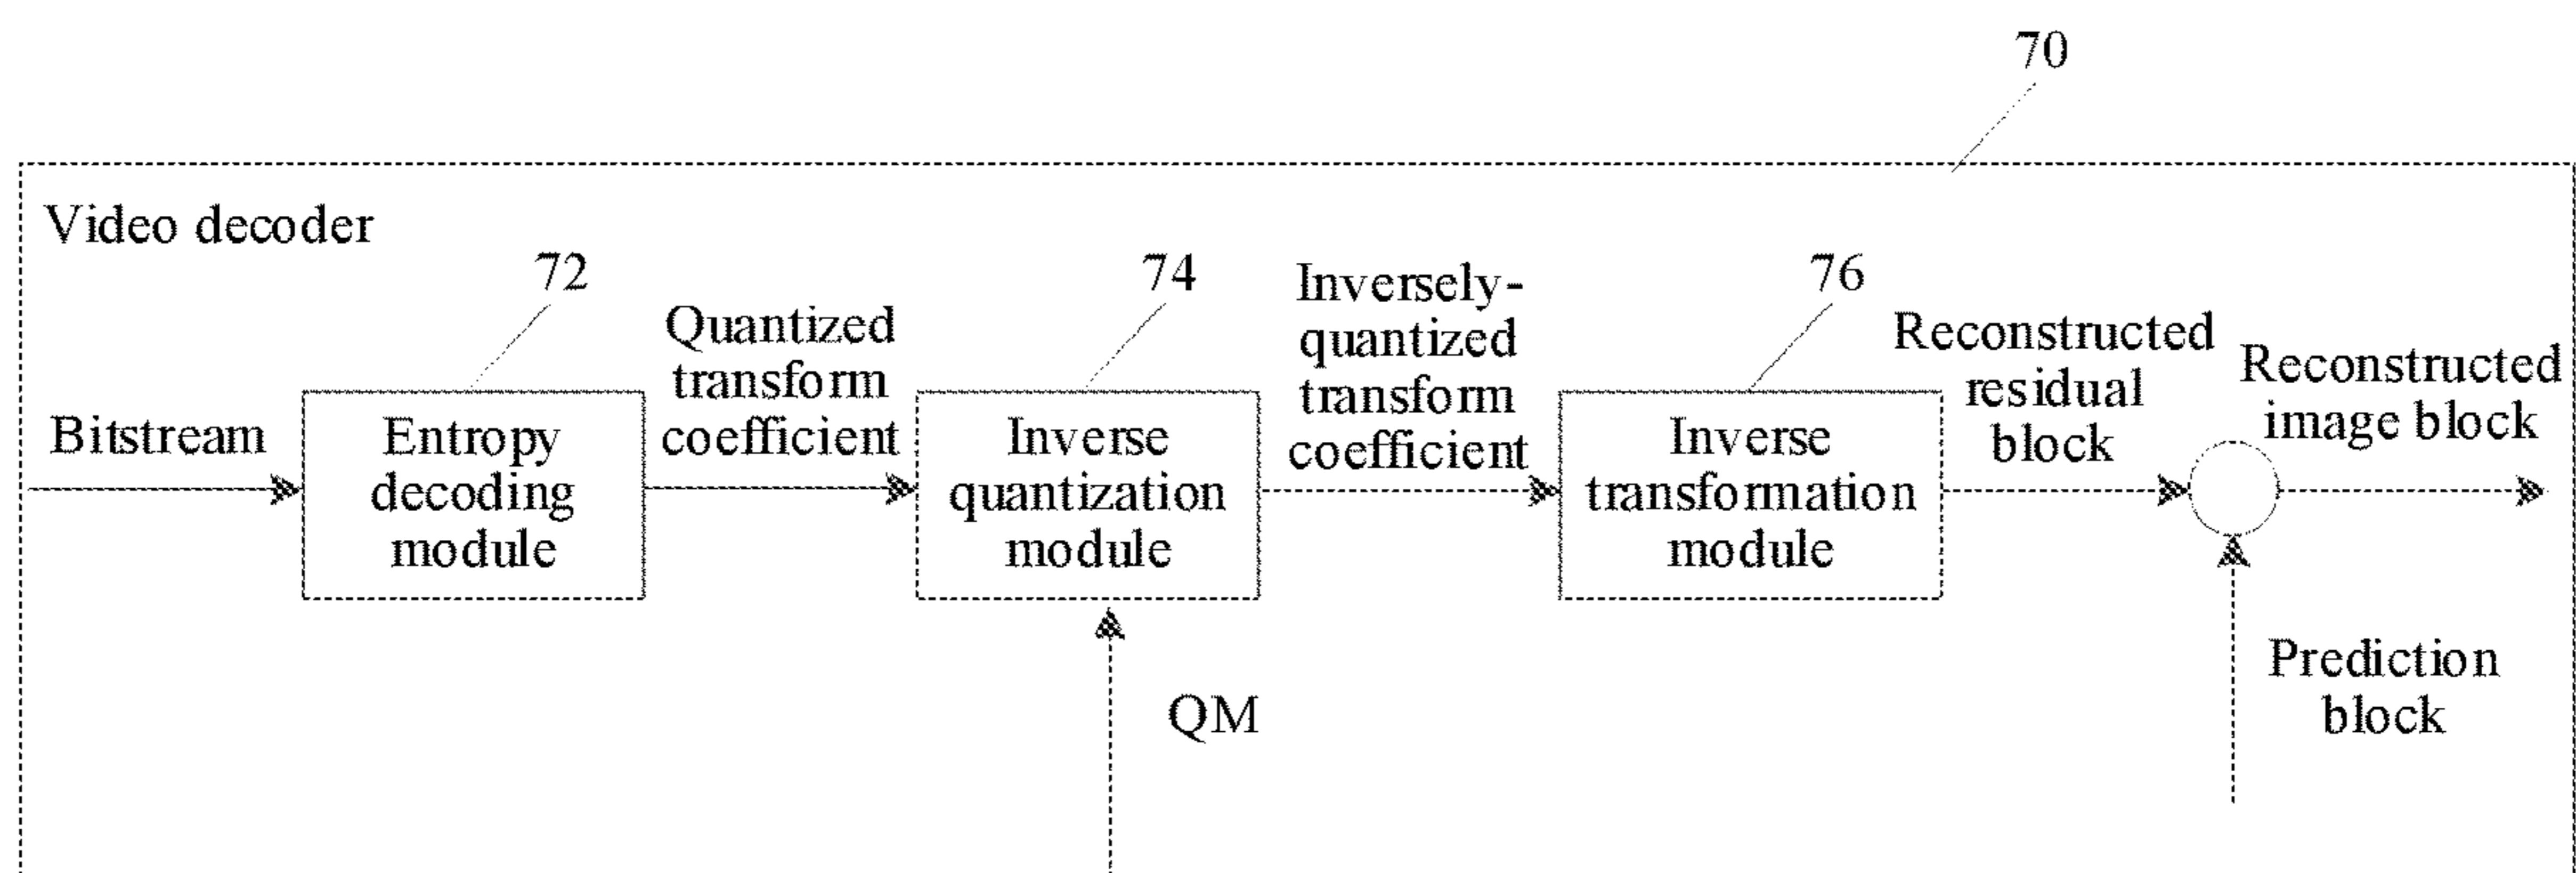 70
Video decoder
72
Quantized
transform
coefficient
74
Inversely-
quantized
transform
coefficient
76
Reconstructed
residual
block
Reconstructed
image block
Bitstream
Entropy
decoding
module
Inverse
quantization
module
Inverse
transformation
module
QM
Prediction
block